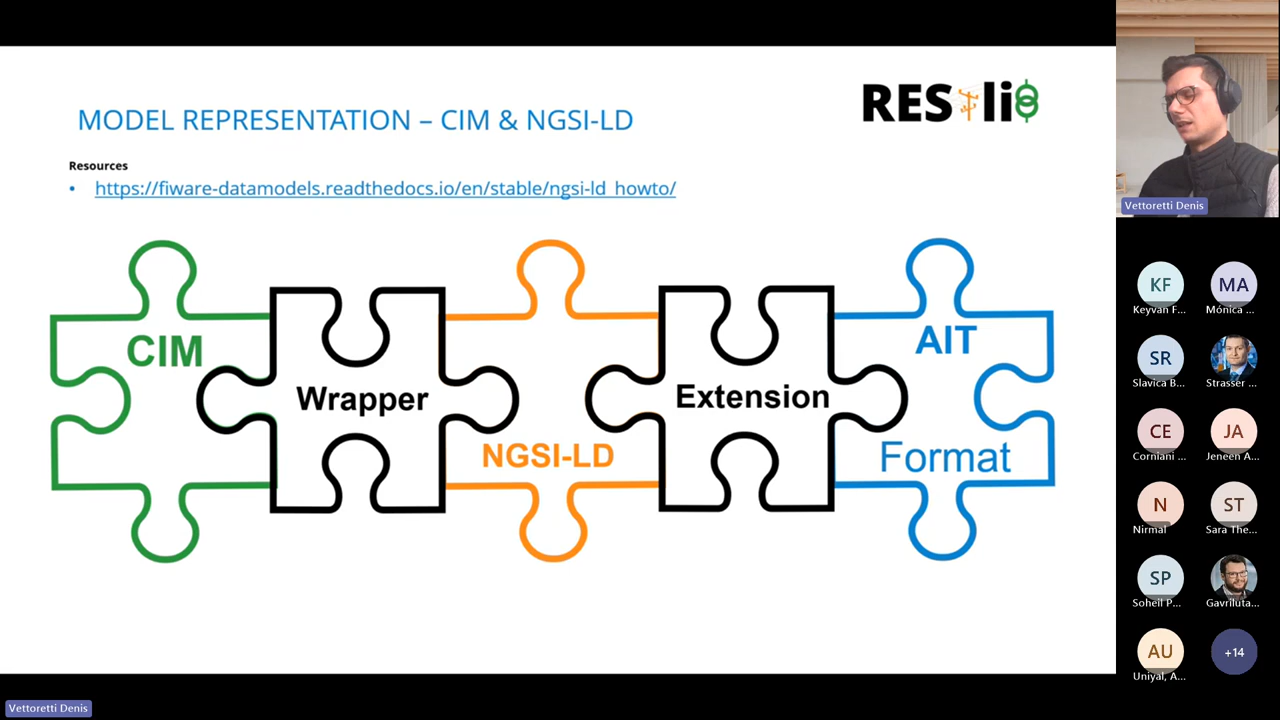 MODEL REPRESENTATION – CIM & NGSI-LD
RESili8
Resources
• https://fiware-datamodels.readthedocs.io/en/stable/ngsi-ld_howto/
CIM
Wrapper
NGSI-LD
Extension
AIT
Format
Vettoretti Denis
KF
Keyvan F...
MA
Mónica ...
SR
Slavica B...
Strasser ...
CE
Corniani ...
JA
Jeneen A...
N
Nirmal
ST
Sara The...
SP
Soheil P...
Gavriluta...
AU
Uniyal, A...
+14
Vettoretti Denis